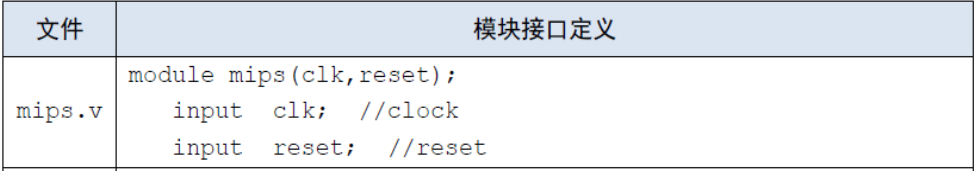 文件 模块接口定义
module mips(clk,reset);
mips.v input clk; //clock
input reset; //reset